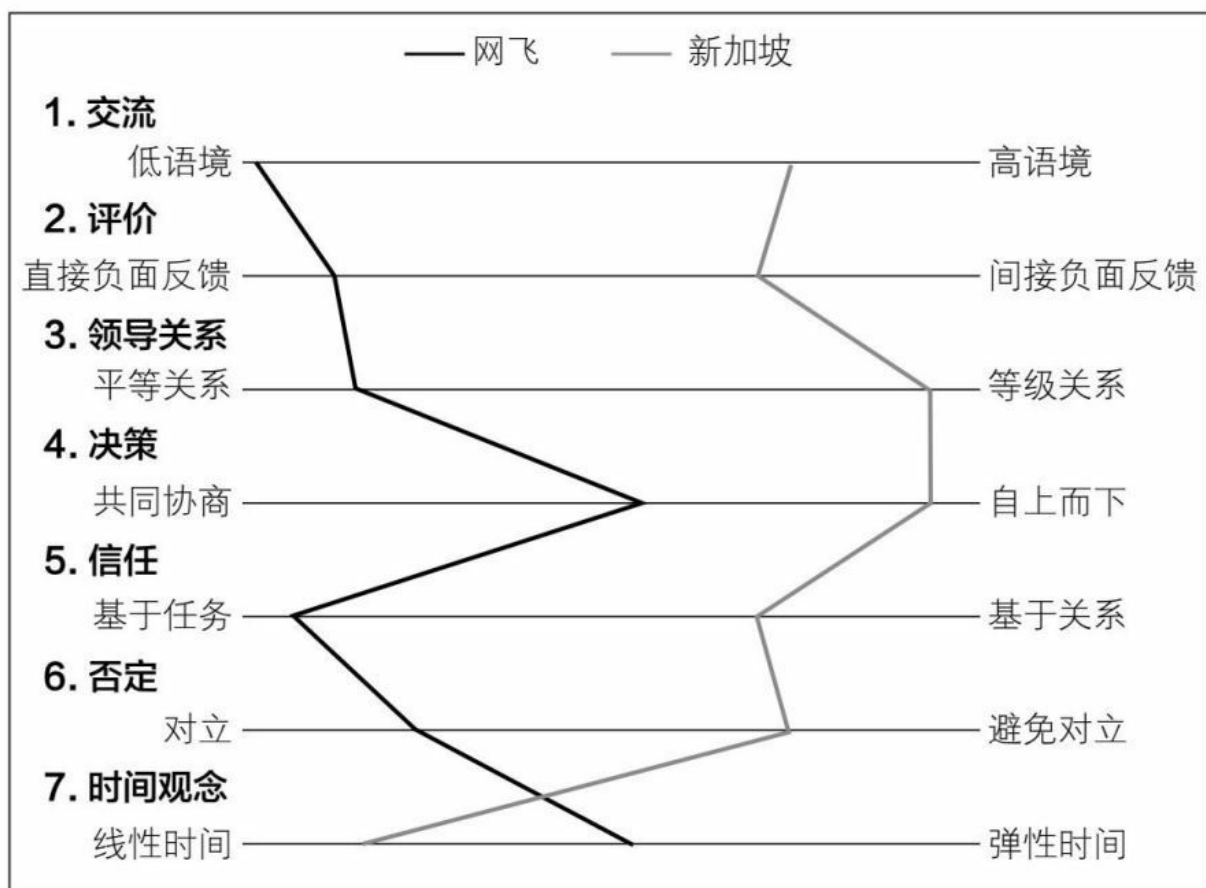 网飞 新加坡
1. 交流
低语境 高语境
2. 评价
直接负面反馈 间接负面反馈
3. 领导关系
平等关系 等级关系
4. 决策
共同协商 自上而下
5. 信任
基于任务 基于关系
6. 否定
对立 避免对立
7. 时间观念
线性时间 弹性时间